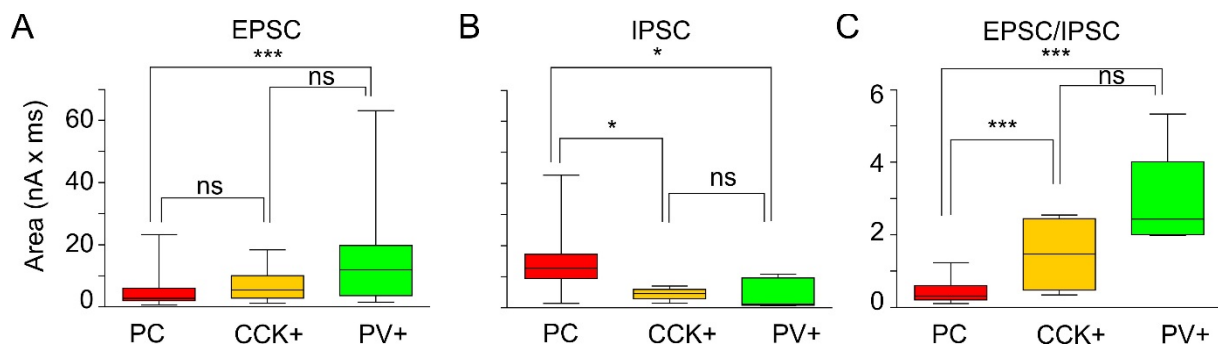 A
EPSC
***
ns
ns
Area (nA x ms)
60
40
20
0
PC
CCK+
PV+
B
IPSC
*
*
ns
PC
CCK+
PV+
C
EPSC/IPSC
***
ns
***
6
4
2
0
PC
CCK+
PV+